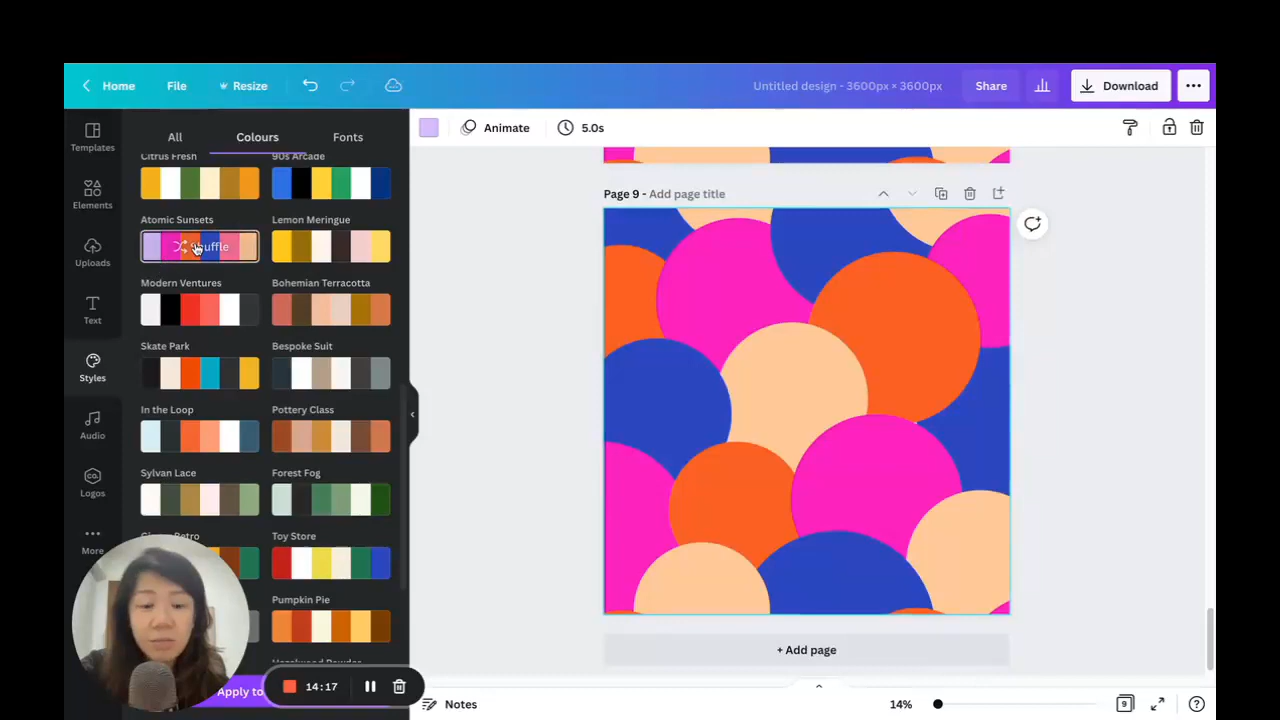 Home
File
Resize
Untitled design - 3600px × 3600px
Share
Download
Templates
Elements
Uploads
Text
Styles
Audio
Logos
CO.
More
All
Colours
Fonts
Citrus Fresh
90s Arcade
Atomic Sunsets
Lemon Meringue
Shuffle
Modern Ventures
Bohemian Terracotta
Skate Park
Bespoke Suit
In the Loop
Pottery Class
Sylvan Lace
Forest Fog
Toy Store
Pumpkin Pie
Apply to
14:17
Animate
5.0s
Page 9 - Add page title
+ Add page
Notes
14%
9